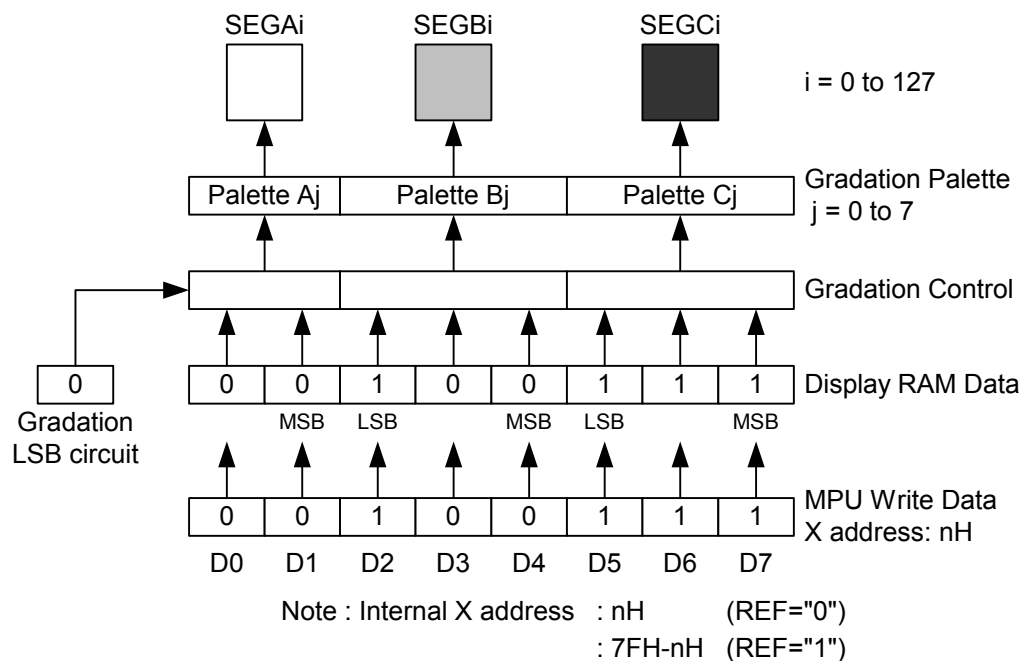 SEGAi SEGBi SEGCi
i = 0 to 127
Palette Aj Palette Bj Palette Cj
Gradation Palette
j = 0 to 7
Gradation Control
0
Gradation
LSB circuit
0 0 1 0 0 1 1 1
Display RAM Data
MSB LSB MSB LSB MSB
0 0 1 0 0 1 1 1
MPU Write Data
X address: nH
D0 D1 D2 D3 D4 D5 D6 D7
Note : Internal X address : nH (REF="0")
: 7FH-nH (REF="1")